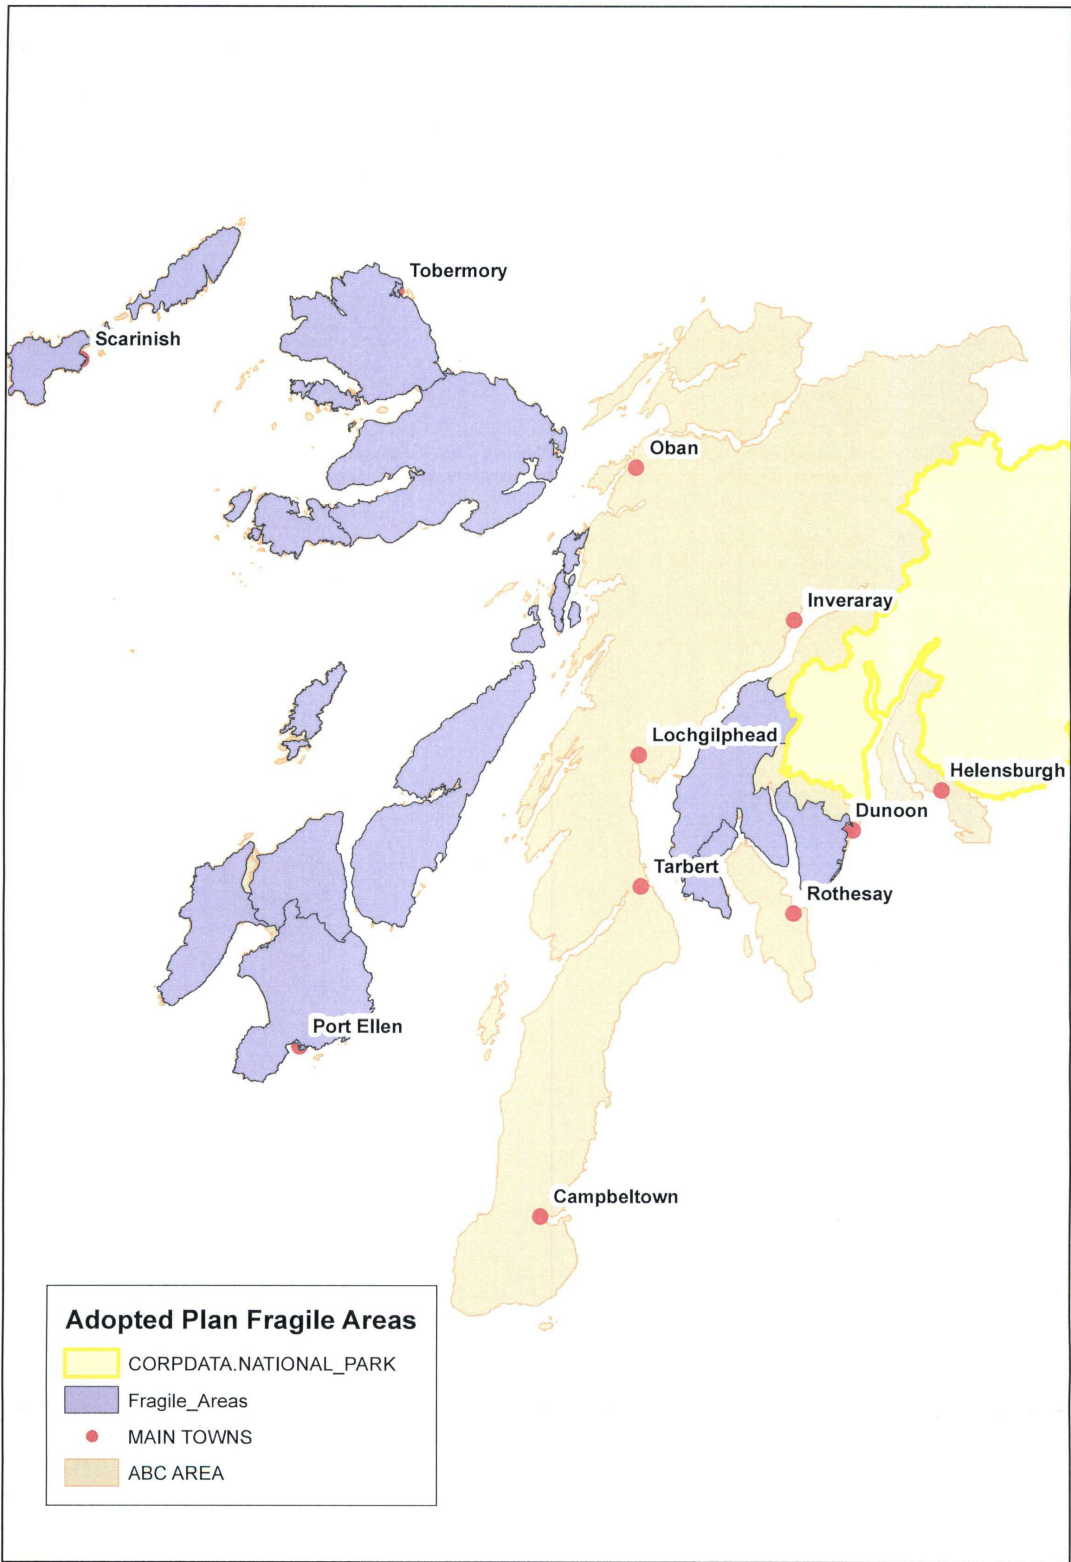 Tobermory
Scarinish
Oban
Inveraray
Lochgilphead
Helensburgh
Dunoon
Tarbert
Rothesay
Port Ellen
Campbeltown
Adopted Plan Fragile Areas
CORPDATA.NATIONAL_PARK
Fragile_Areas
MAIN TOWNS
ABC AREA